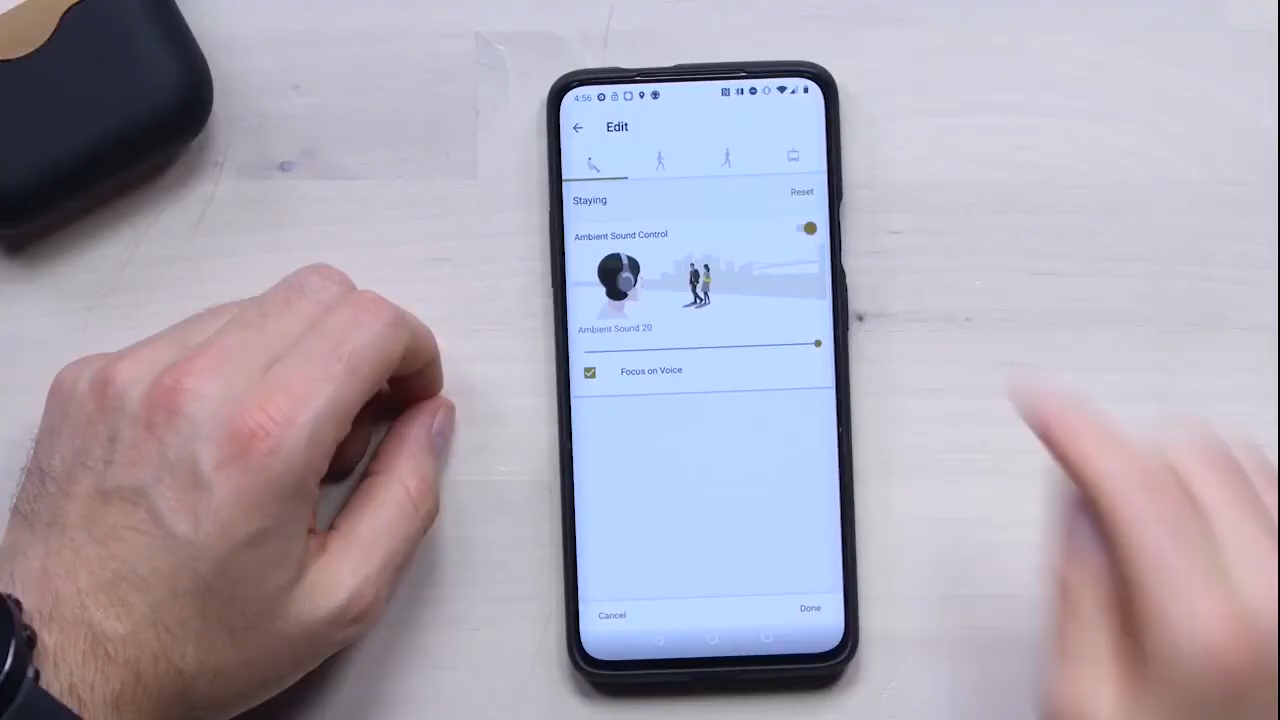 4:56
Edit
Staying
Reset
Ambient Sound Control
Ambient Sound 20
Focus on Voice
Cancel
Done